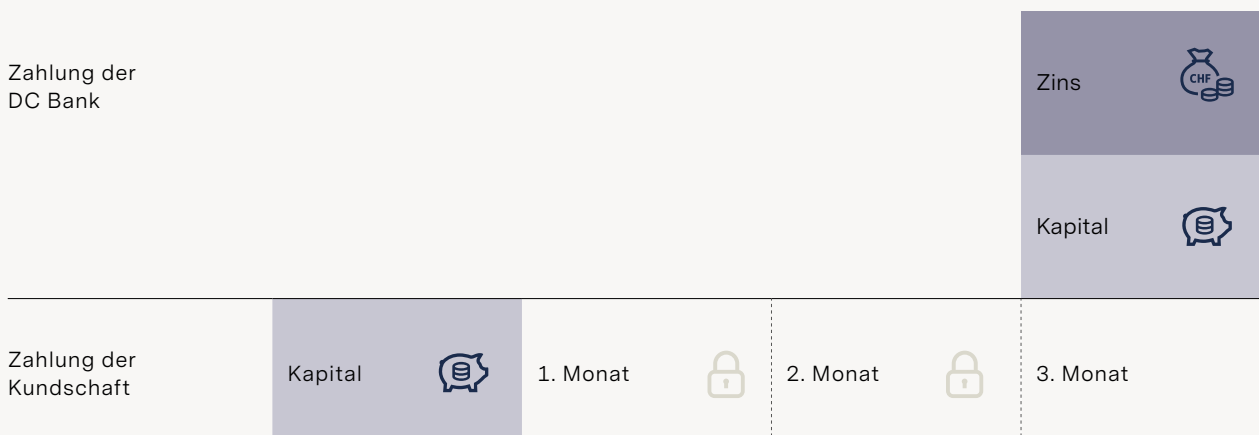 Zahlung der
DC Bank
Zins
CHF
Kapital
Zahlung der
Kundschaft
Kapital
1. Monat
2. Monat
3. Monat